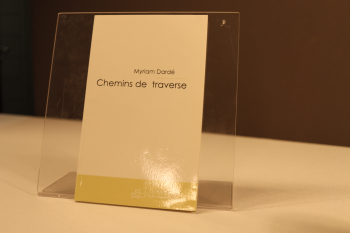 Myriam Dardé
Chemins de traverse